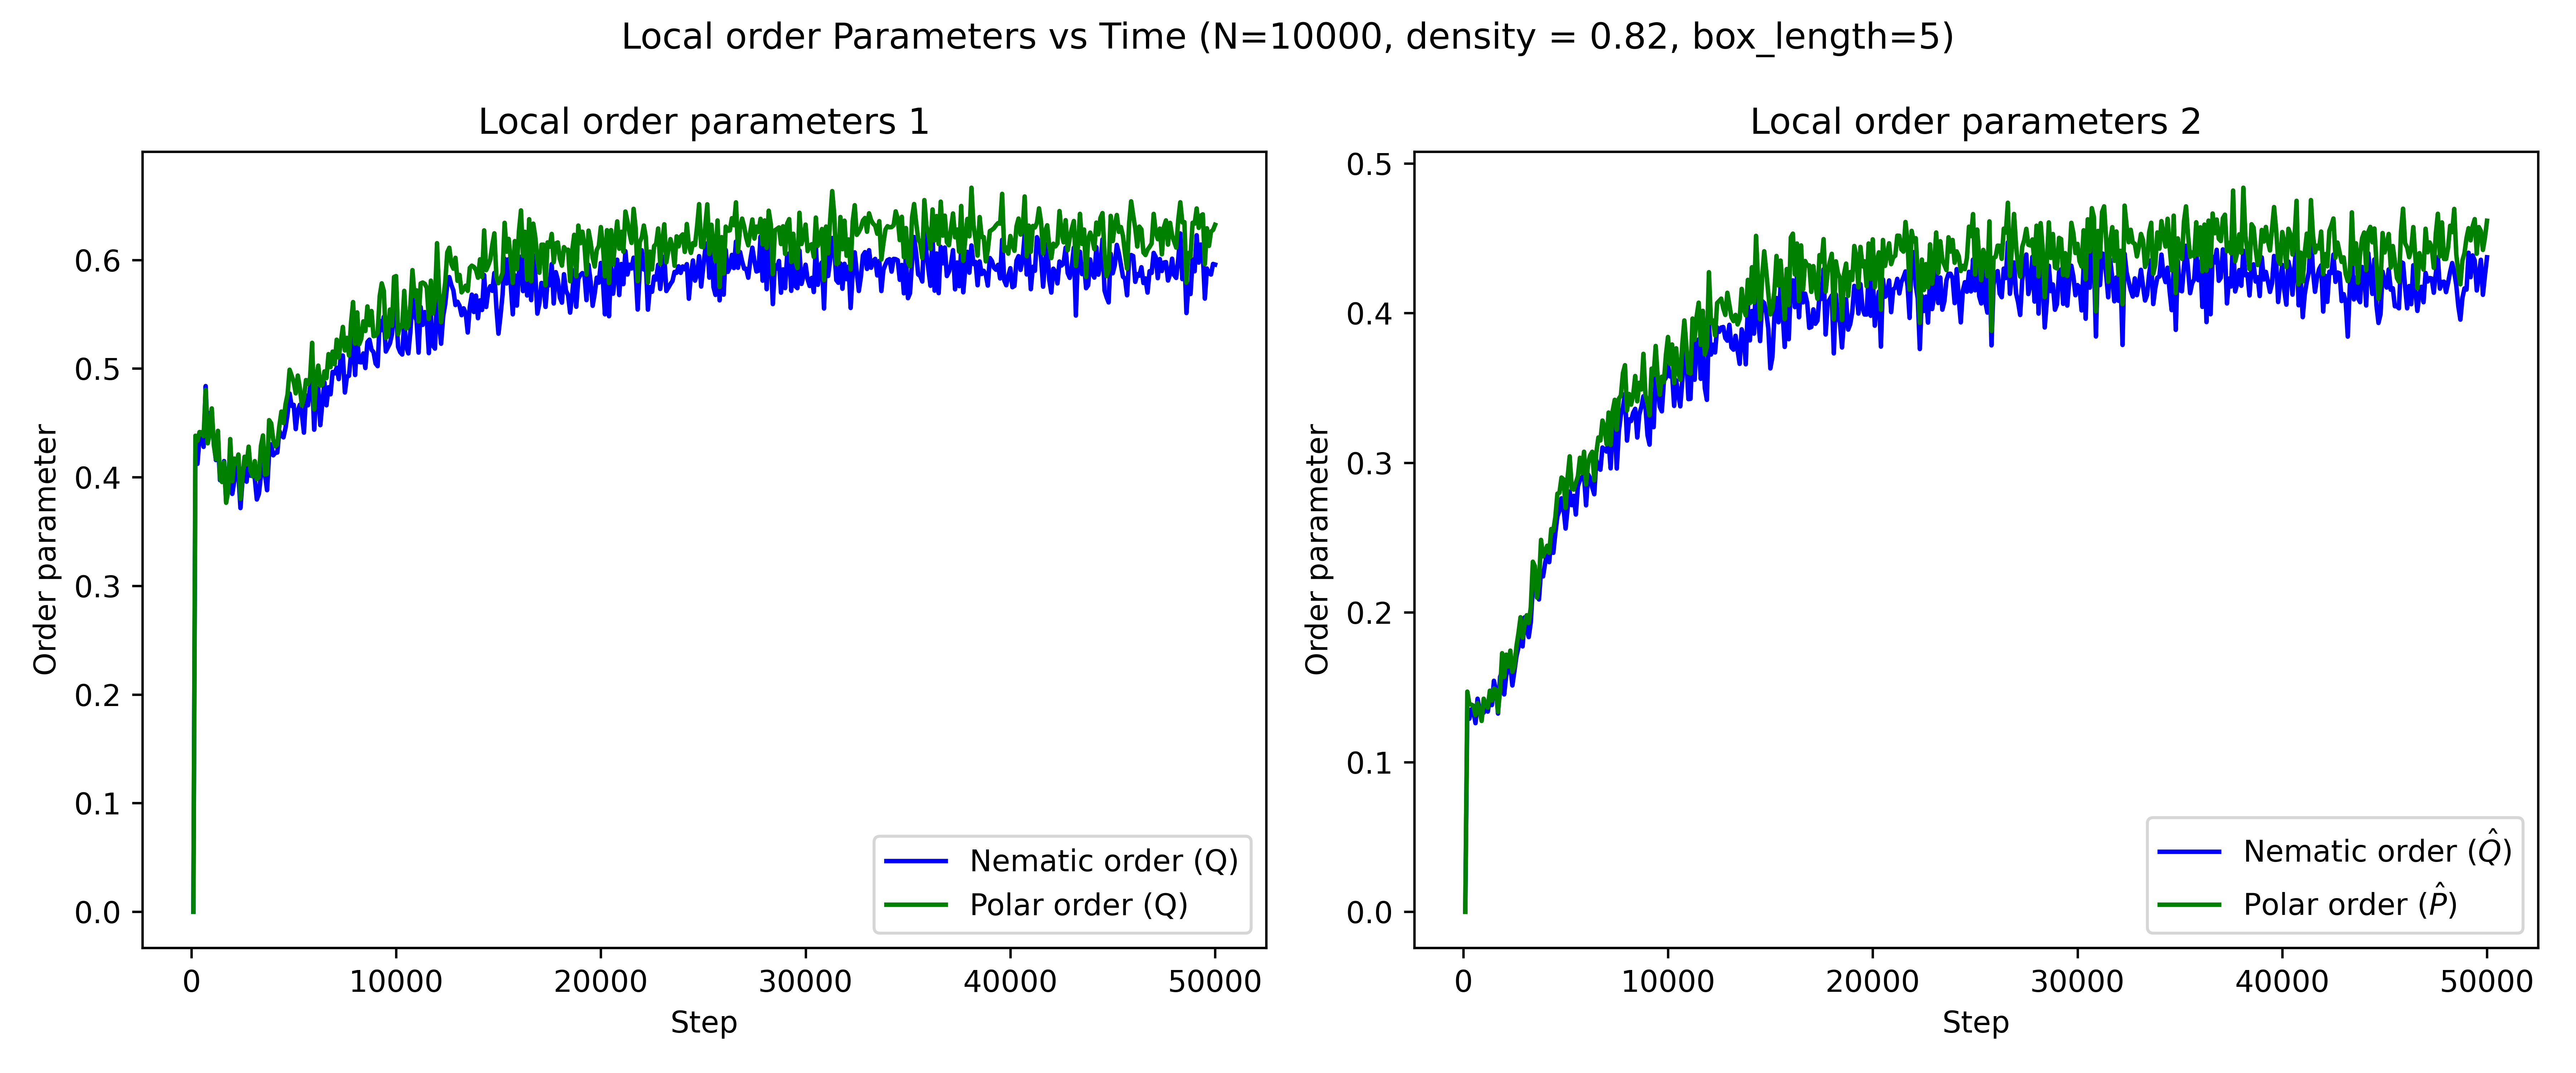 Local order Parameters vs Time (N=10000, density = 0.82, box_length=5)
Local order parameters 1
Order parameter
0.6
0.5
0.4
0.3
0.2
0.1
0.0
Nematic order (Q)
Polar order (Q)
0 10000 20000 30000 40000 50000
Step
Local order parameters 2
Order parameter
0.5
0.4
0.3
0.2
0.1
0.0
Nematic order (Q̂)
Polar order (P̂)
0 10000 20000 30000 40000 50000
Step